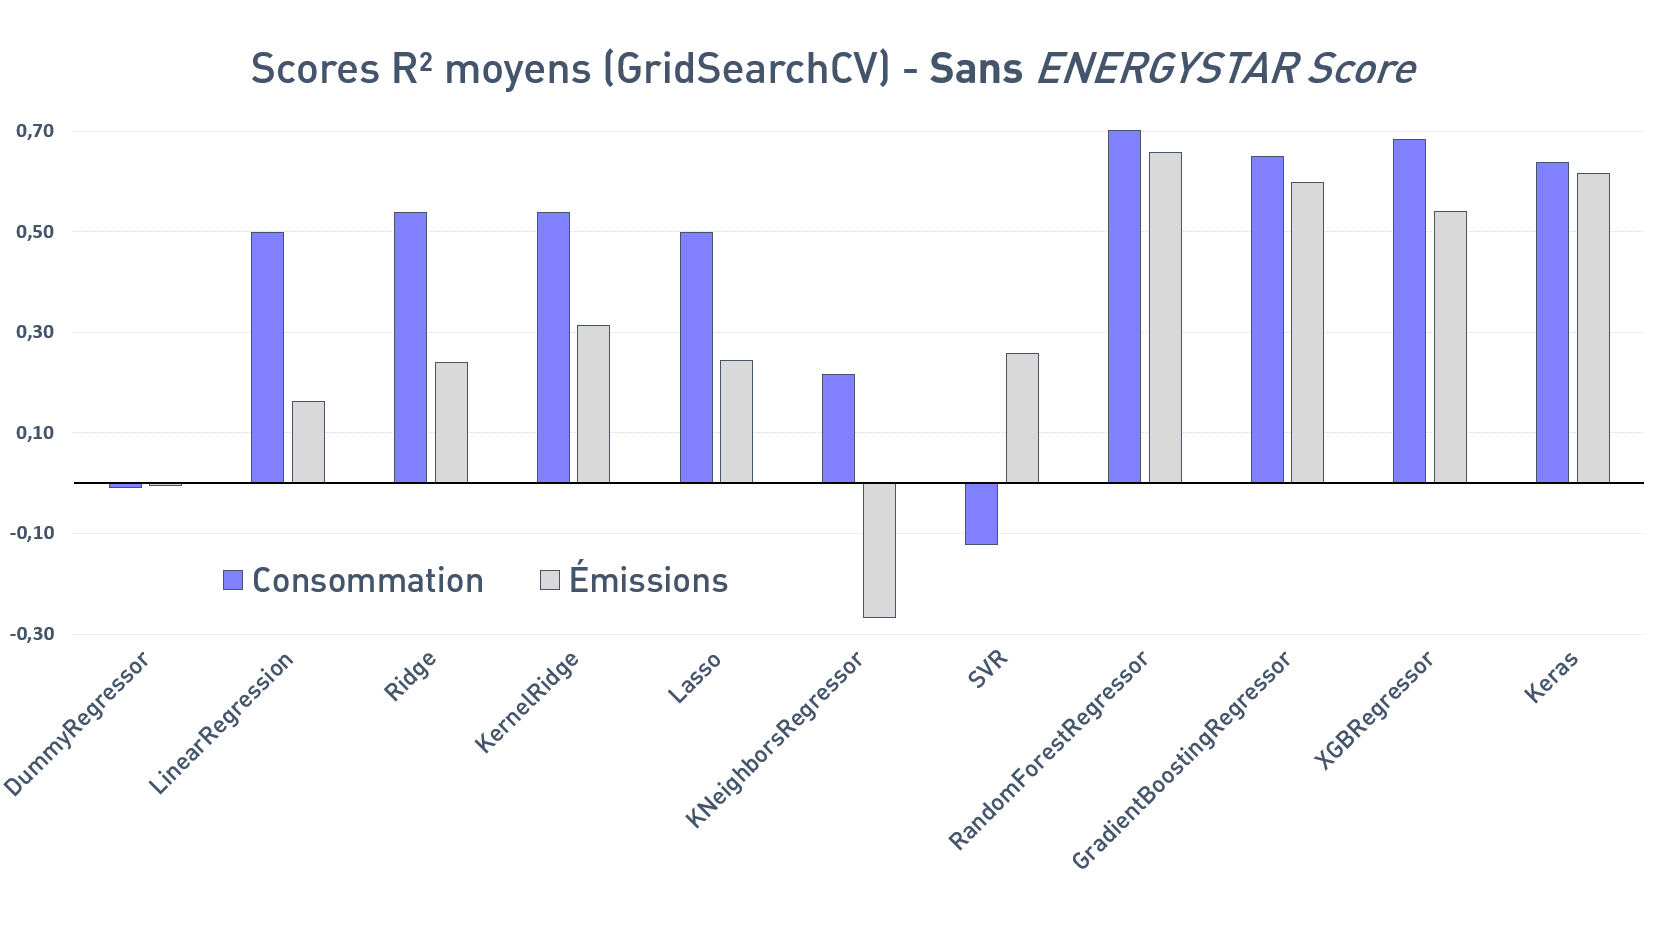 Scores R² moyens (GridSearchCV) - Sans ENERGYSTAR Score
0,70
0,50
0,30
0,10
-0,10
-0,30
Consommation
Émissions
DummyRegressor
LinearRegression
Ridge
KernelRidge
Lasso
KNeighborsRegressor
SVR
RandomForestRegressor
GradientBoostingRegressor
XGBRegressor
Keras